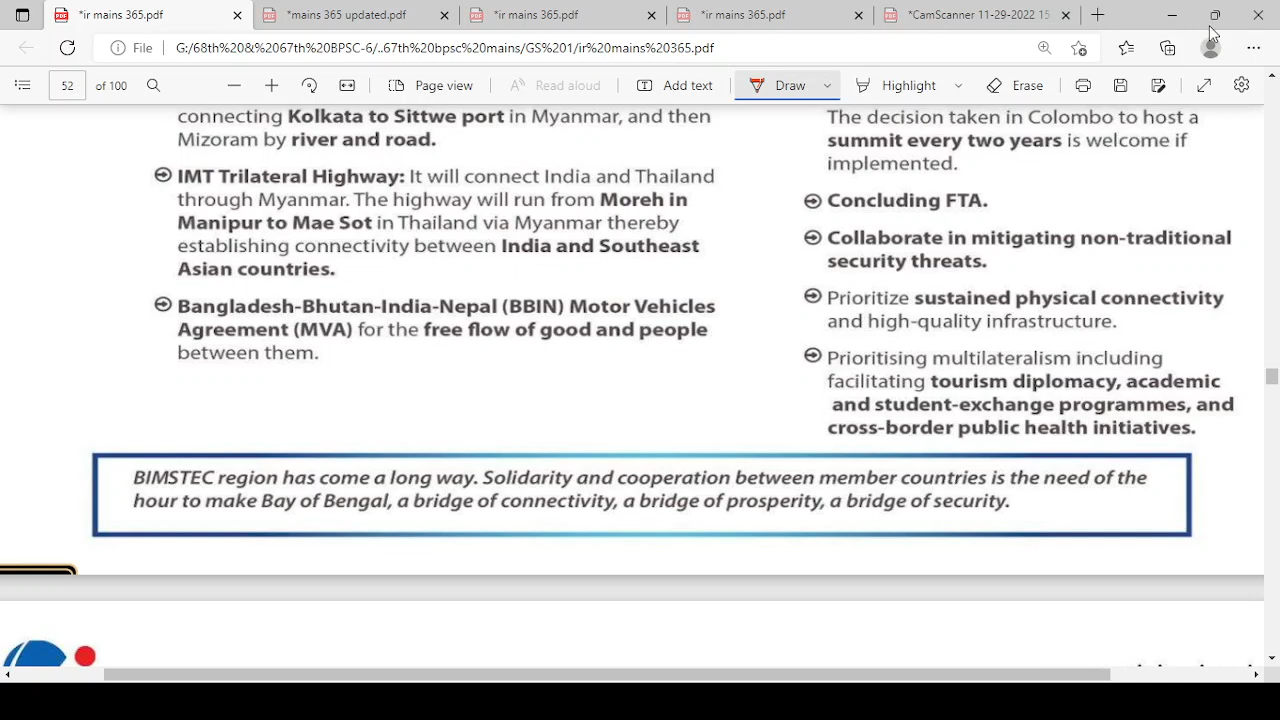 *ir mains 365.pdf
*mains 365 updated.pdf
*ir mains 365.pdf
*ir mains 365.pdf
*CamScanner 11-29-2022 15
File
G:/68th%20&%2067th%20BPSC-6/..67th%20bpsc%20mains/GS%201/ir%20mains%20365.pdf
52 of 100
Page view
Read aloud
Add text
Draw
Highlight
Erase
connecting Kolkata to Sittwe port in Myanmar, and then
Mizoram by river and road.
IMT Trilateral Highway: It will connect India and Thailand
through Myanmar. The highway will run from Moreh in
Manipur to Mae Sot in Thailand via Myanmar thereby
establishing connectivity between India and Southeast
Asian countries.
Bangladesh-Bhutan-India-Nepal (BBIN) Motor Vehicles
Agreement (MVA) for the free flow of good and people
between them.
The decision taken in Colombo to host a
summit every two years is welcome if
implemented.
Concluding FTA.
Collaborate in mitigating non-traditional
security threats.
Prioritize sustained physical connectivity
and high-quality infrastructure.
Prioritising multilateralism including
facilitating tourism diplomacy, academic
and student-exchange programmes, and
cross-border public health initiatives.
BIMSTEC region has come a long way. Solidarity and cooperation between member countries is the need of the
hour to make Bay of Bengal, a bridge of connectivity, a bridge of prosperity, a bridge of security.